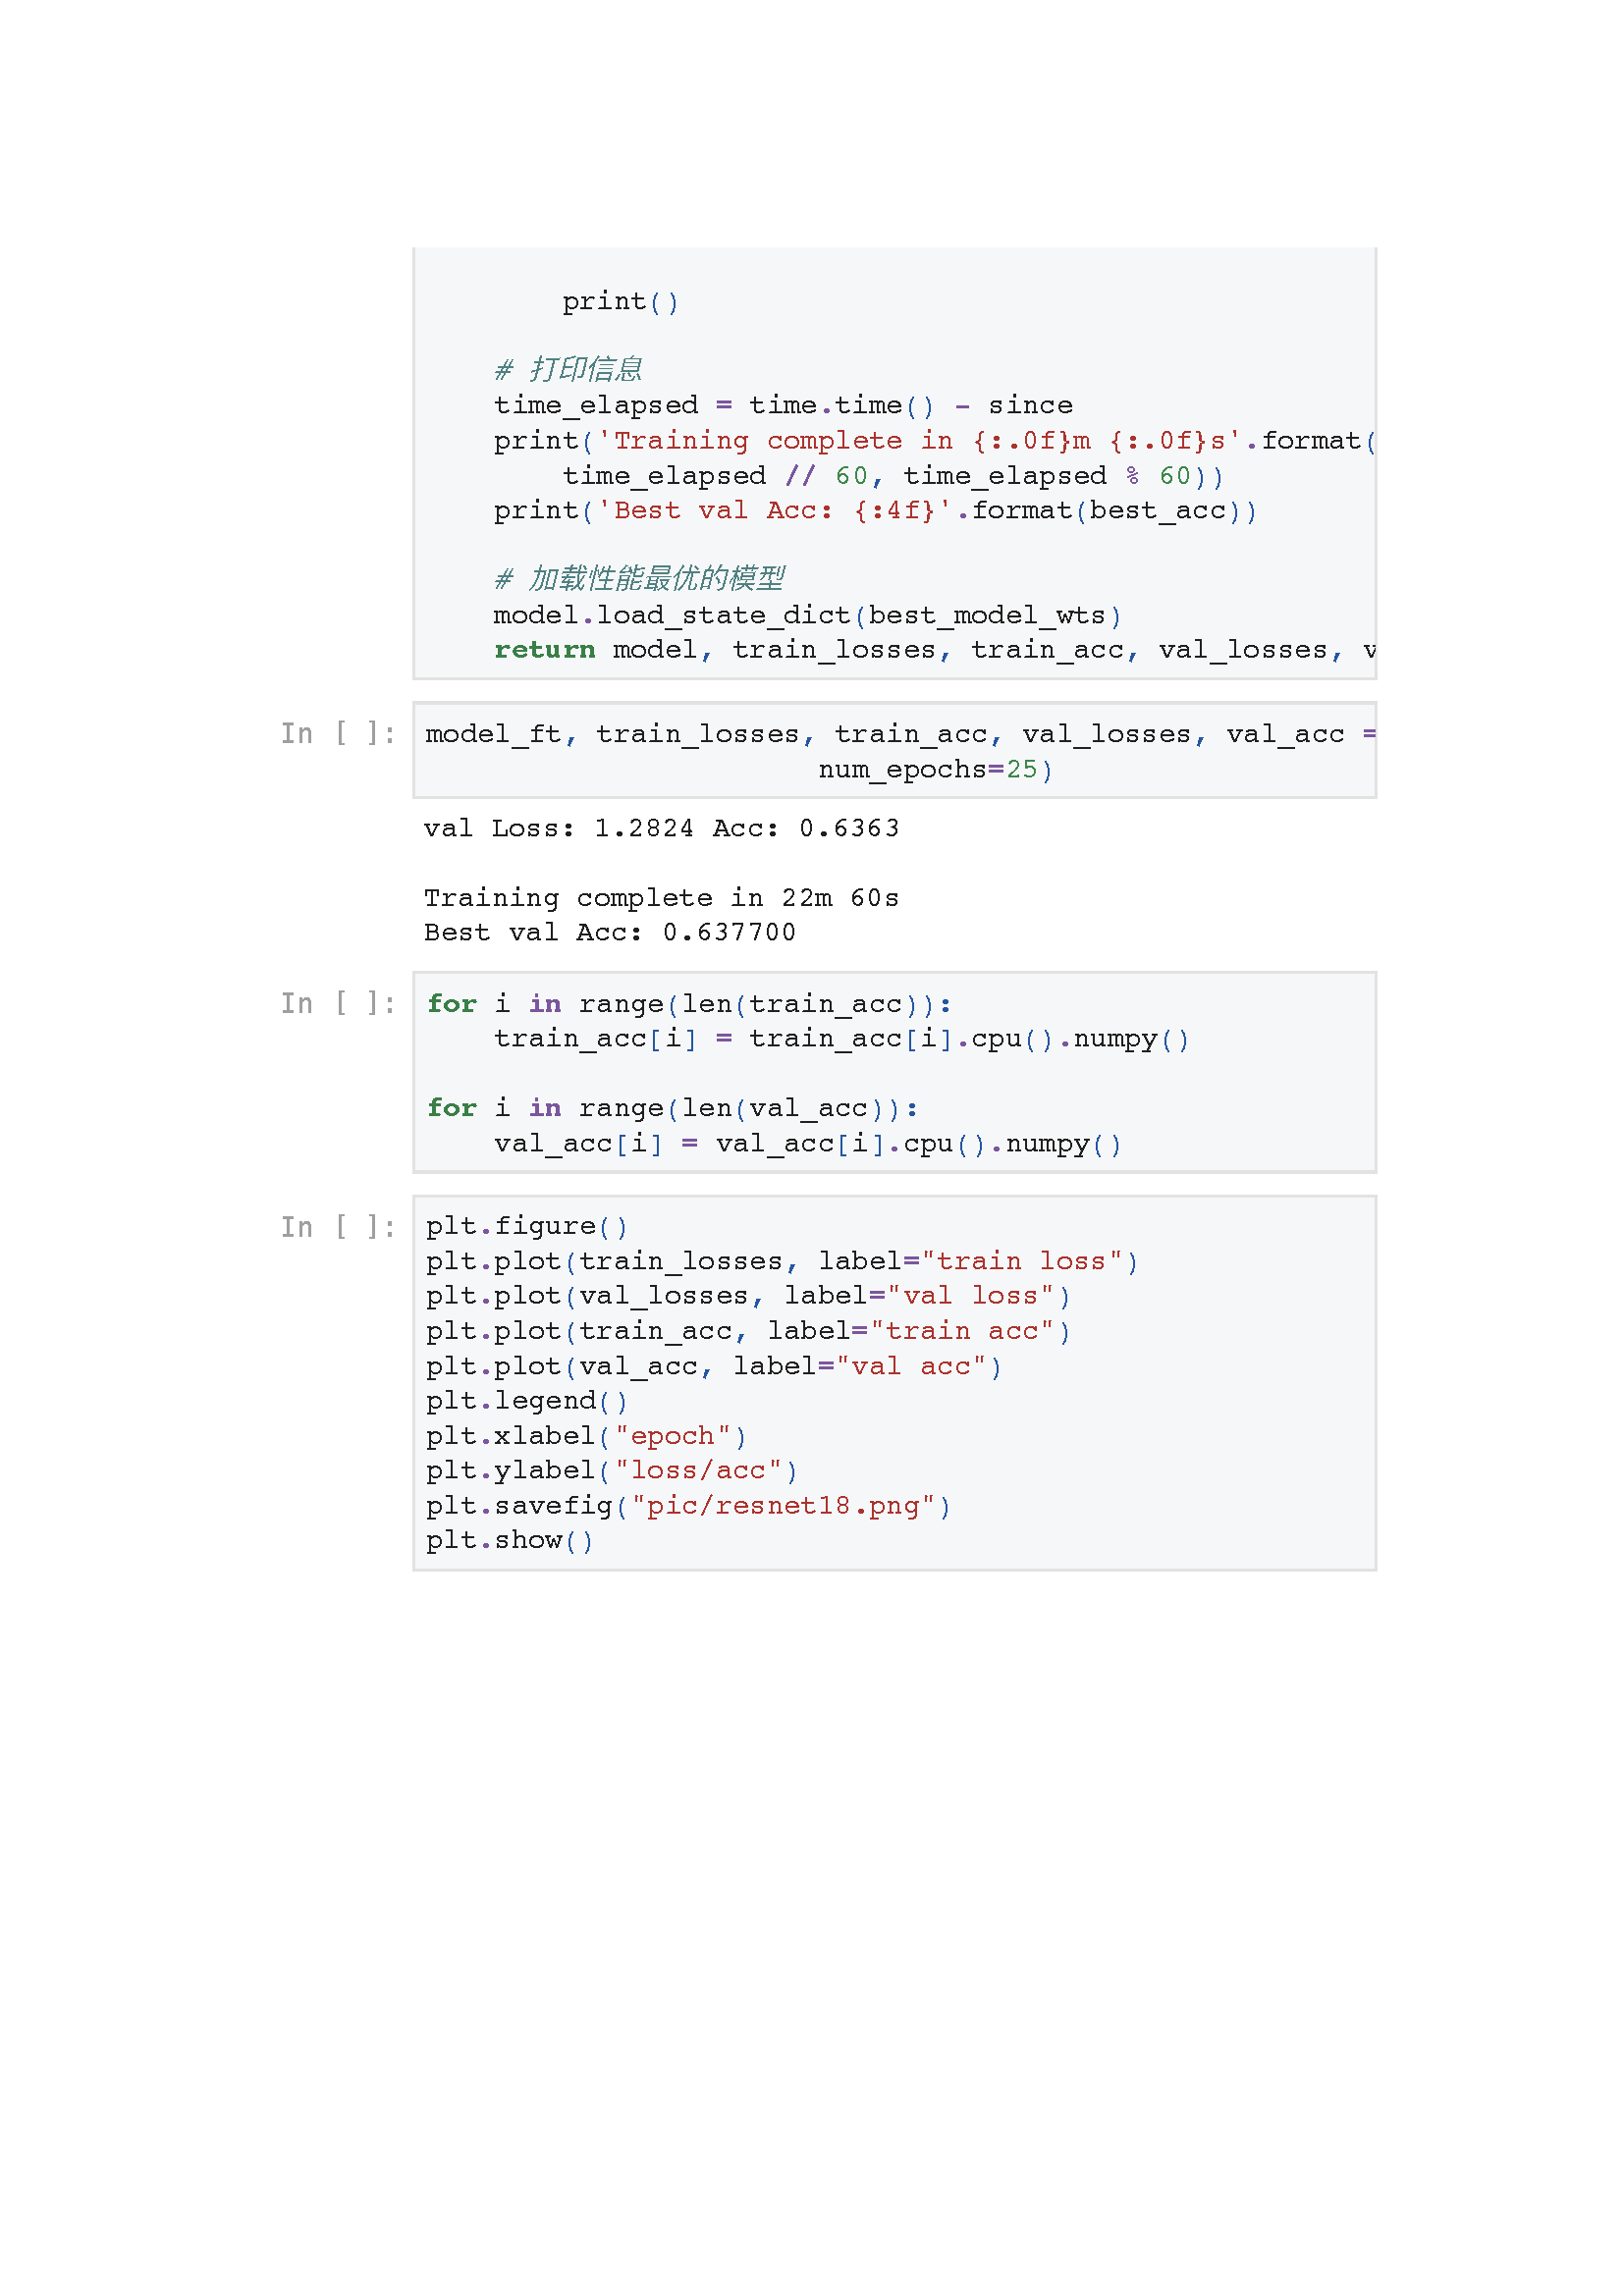 print()
    # 打印信息
    time_elapsed = time.time() - since
    print('Training complete in {:.0f}m {:.0f}s'.format(
        time_elapsed // 60, time_elapsed % 60))
    print('Best val Acc: {:4f}'.format(best_acc))
    # 加载性能最优的模型
    model.load_state_dict(best_model_wts)
    return model, train_losses, train_acc, val_losses, v
In [ ]: model_ft, train_losses, train_acc, val_losses, val_acc =
                       num_epochs=25)
val Loss: 1.2824 Acc: 0.6363
Training complete in 22m 60s
Best val Acc: 0.637700
In [ ]: for i in range(len(train_acc)):
    train_acc[i] = train_acc[i].cpu().numpy()
for i in range(len(val_acc)):
    val_acc[i] = val_acc[i].cpu().numpy()
In [ ]: plt.figure()
plt.plot(train_losses, label="train loss")
plt.plot(val_losses, label="val loss")
plt.plot(train_acc, label="train acc")
plt.plot(val_acc, label="val acc")
plt.legend()
plt.xlabel("epoch")
plt.ylabel("loss/acc")
plt.savefig("pic/resnet18.png")
plt.show()